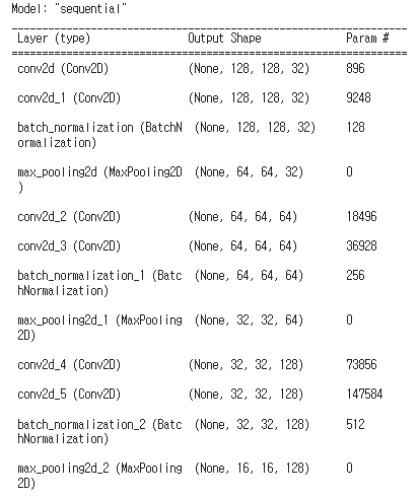 Model: "sequential"
Layer (type) Output Shape Param #
conv2d (Conv2D) (None, 128, 128, 32) 896
conv2d_1 (Conv2D) (None, 128, 128, 32) 9248
batch_normalization (BatchN (None, 128, 128, 32) 128
ormalization)
max_pooling2d (MaxPooling2D (None, 64, 64, 32) 0
)
conv2d_2 (Conv2D) (None, 64, 64, 64) 18496
conv2d_3 (Conv2D) (None, 64, 64, 64) 36928
batch_normalization_1 (Batc (None, 64, 64, 64) 256
hNormalization)
max_pooling2d_1 (MaxPooling (None, 32, 32, 64) 0
2D)
conv2d_4 (Conv2D) (None, 32, 32, 128) 73856
conv2d_5 (Conv2D) (None, 32, 32, 128) 147584
batch_normalization_2 (Batc (None, 32, 32, 128) 512
hNormalization)
max_pooling2d_2 (MaxPooling (None, 16, 16, 128) 0
2D)